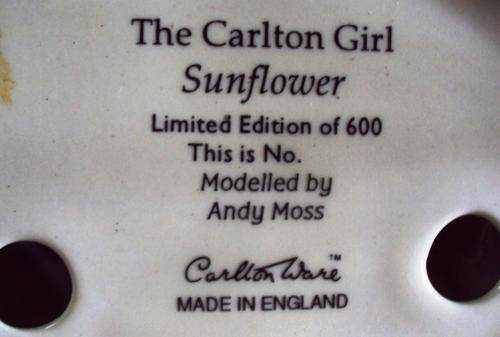 The Carlton Girl
Sunflower
Limited Edition of 600
This is No.
Modelled by
Andy Moss
Carlton Ware™
MADE IN ENGLAND